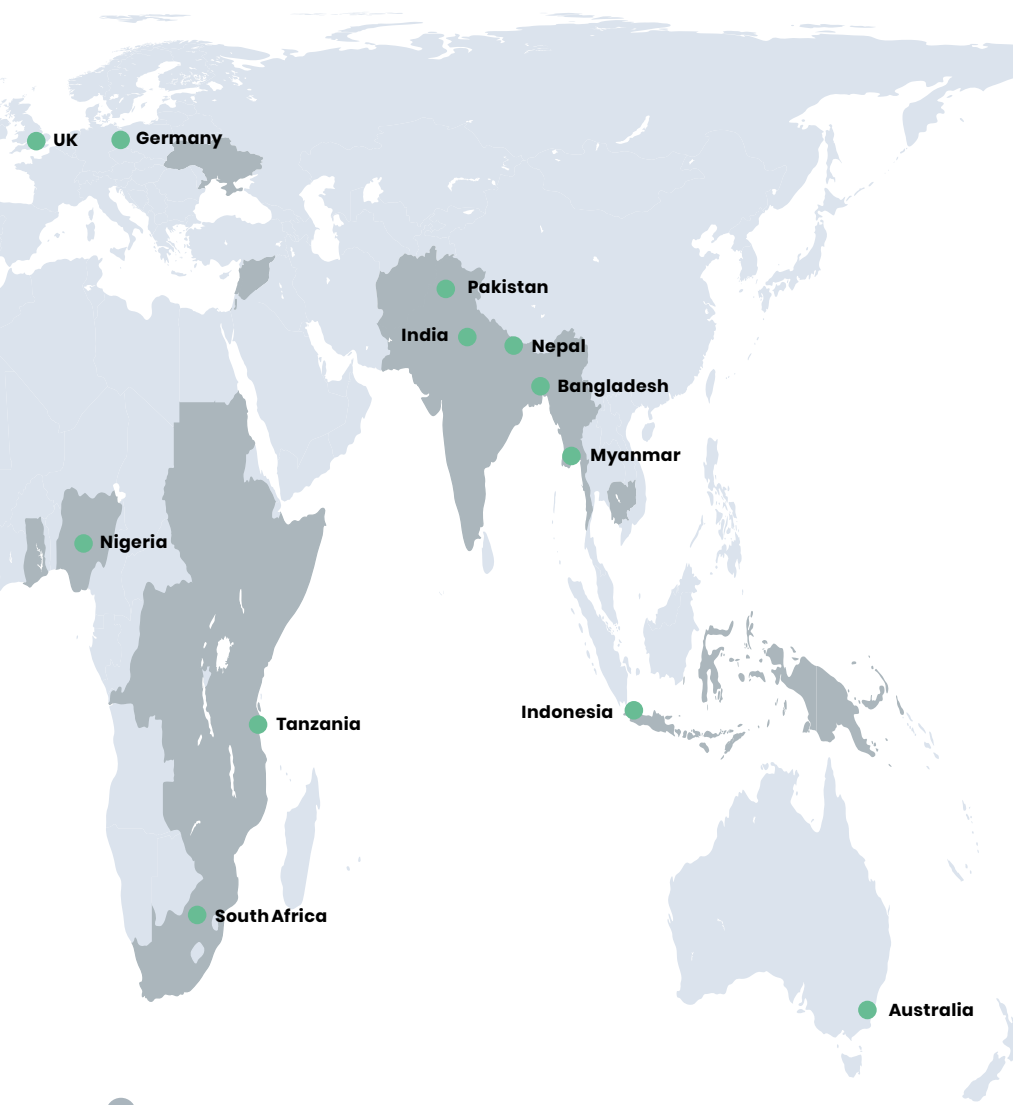 UK
Germany
Pakistan
India
Nepal
Bangladesh
Myanmar
Nigeria
Indonesia
Tanzania
South Africa
Australia